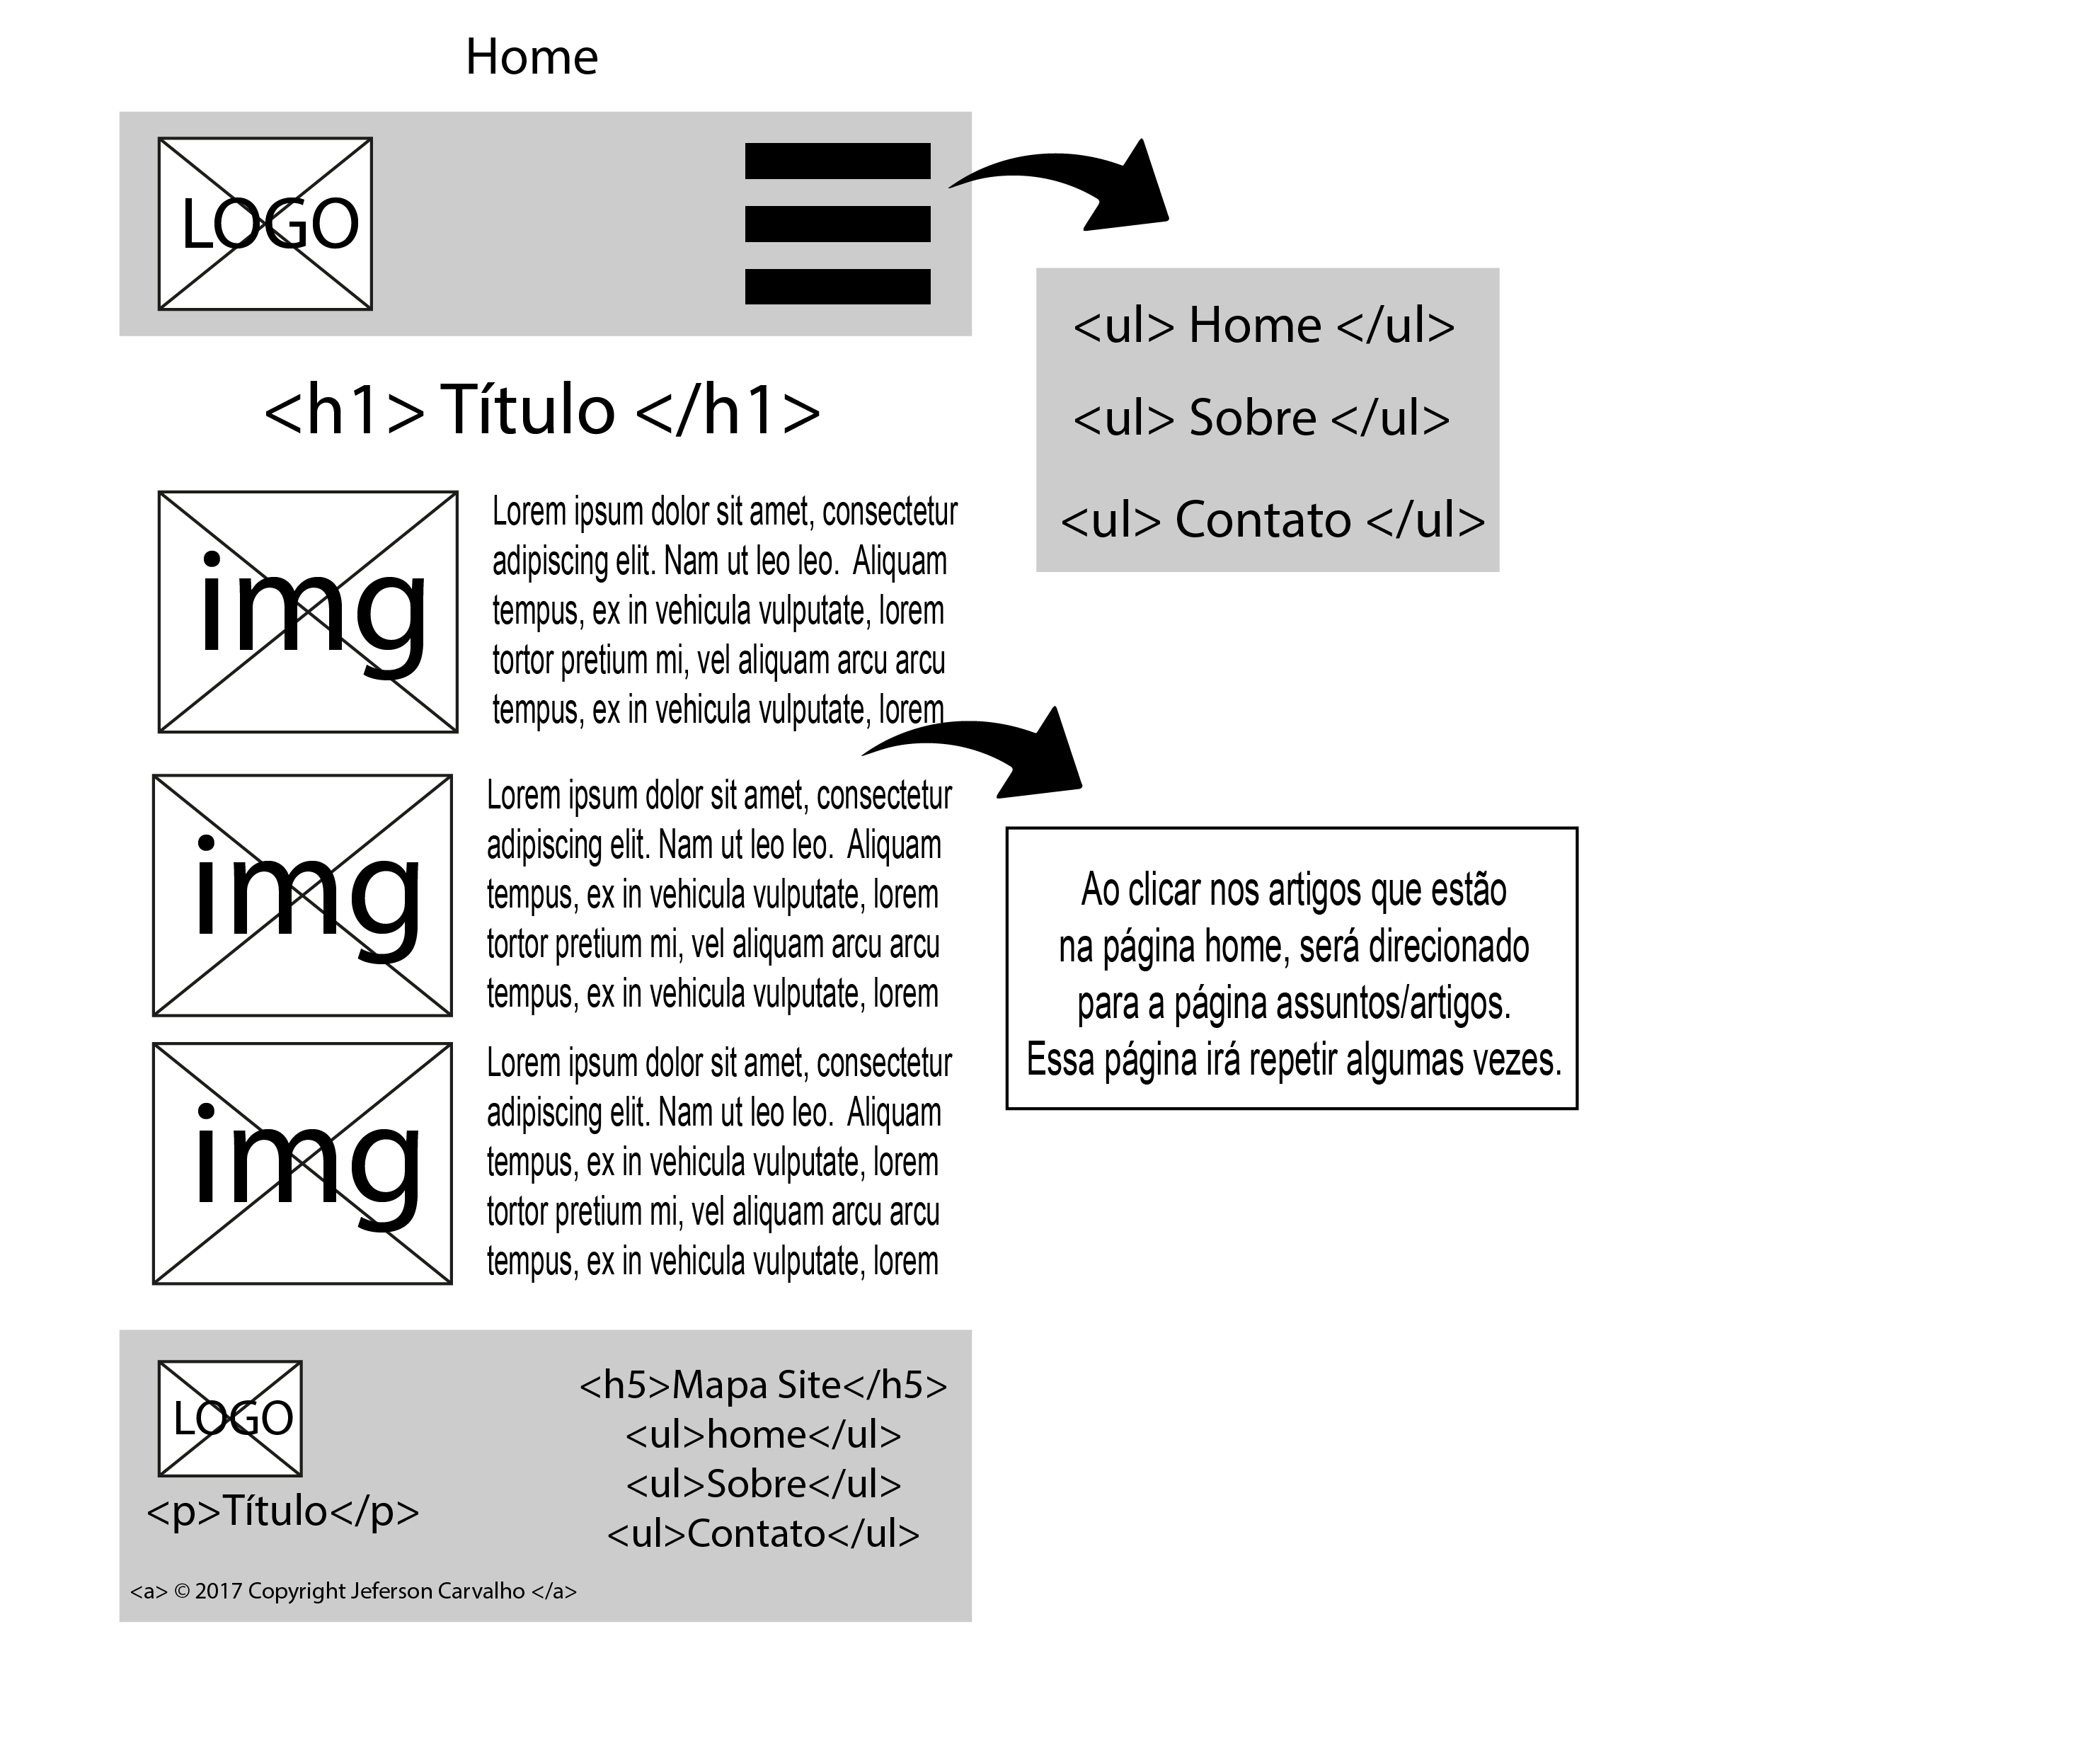 Home
LOGO
<h1> Título </h1>
<ul> Home </ul>
<ul> Sobre </ul>
<ul> Contato </ul>
img
Lorem ipsum dolor sit amet, consectetur
adipiscing elit. Nam ut leo leo.  Aliquam
tempus, ex in vehicula vulputate, lorem
tortor pretium mi, vel aliquam arcu arcu
tempus, ex in vehicula vulputate, lorem
img
Lorem ipsum dolor sit amet, consectetur
adipiscing elit. Nam ut leo leo.  Aliquam
tempus, ex in vehicula vulputate, lorem
tortor pretium mi, vel aliquam arcu arcu
tempus, ex in vehicula vulputate, lorem
Ao clicar nos artigos que estão
na página home, será direcionado
para a página assuntos/artigos.
Essa página irá repetir algumas vezes.
img
Lorem ipsum dolor sit amet, consectetur
adipiscing elit. Nam ut leo leo.  Aliquam
tempus, ex in vehicula vulputate, lorem
tortor pretium mi, vel aliquam arcu arcu
tempus, ex in vehicula vulputate, lorem
LOGO
<p>Título</p>
<h5>Mapa Site</h5>
<ul>home</ul>
<ul>Sobre</ul>
<ul>Contato</ul>
<a> © 2017 Copyright Jeferson Carvalho </a>